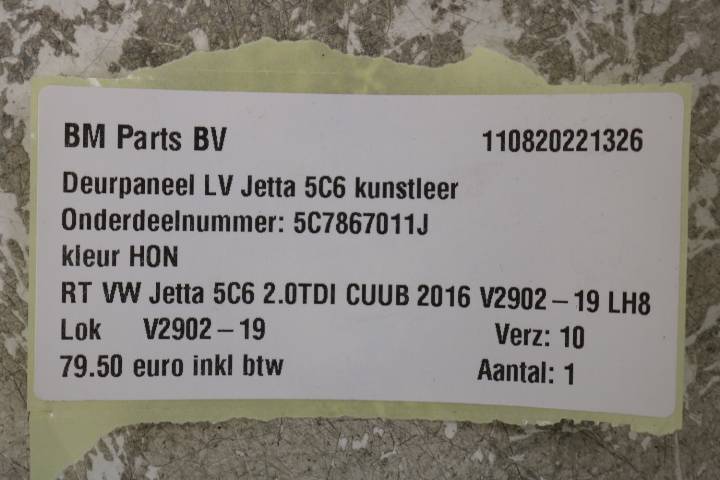 BM Parts BV 110820221326
Deurpaneel LV Jetta 5C6 kunstleer
Onderdeelnummer: 5C7867011J
kleur HON
RT VW Jetta 5C6 2.0TDI CUUB 2016 V2902-19 LH8
Lok V2902-19 Verz: 10
79.50 euro inkl btw Aantal: 1